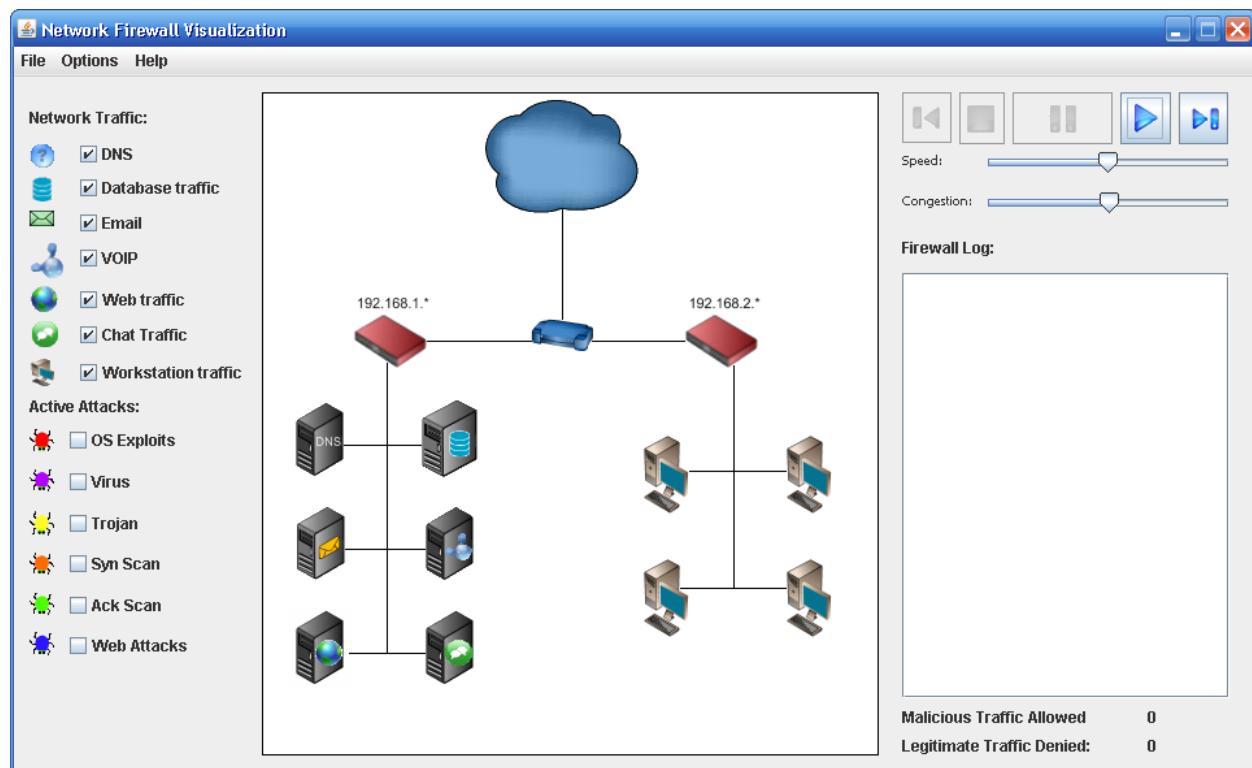 Network Firewall Visualization
File Options Help
Network Traffic:
?
DNS
Database traffic
Email
VOIP
Web traffic
Chat Traffic
Workstation traffic
Active Attacks:
OS Exploits
Virus
Trojan
Syn Scan
Ack Scan
Web Attacks
192.168.1.*
192.168.2.*
DNS
Speed:
Congestion:
Firewall Log:
Malicious Traffic Allowed 0
Legitimate Traffic Denied: 0